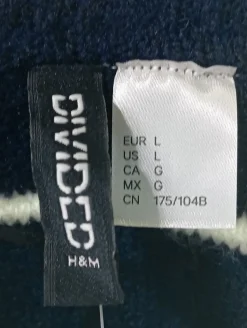 DIVIDED
H&M
EUR L
US L
CA G
MX G
CN 175/104B